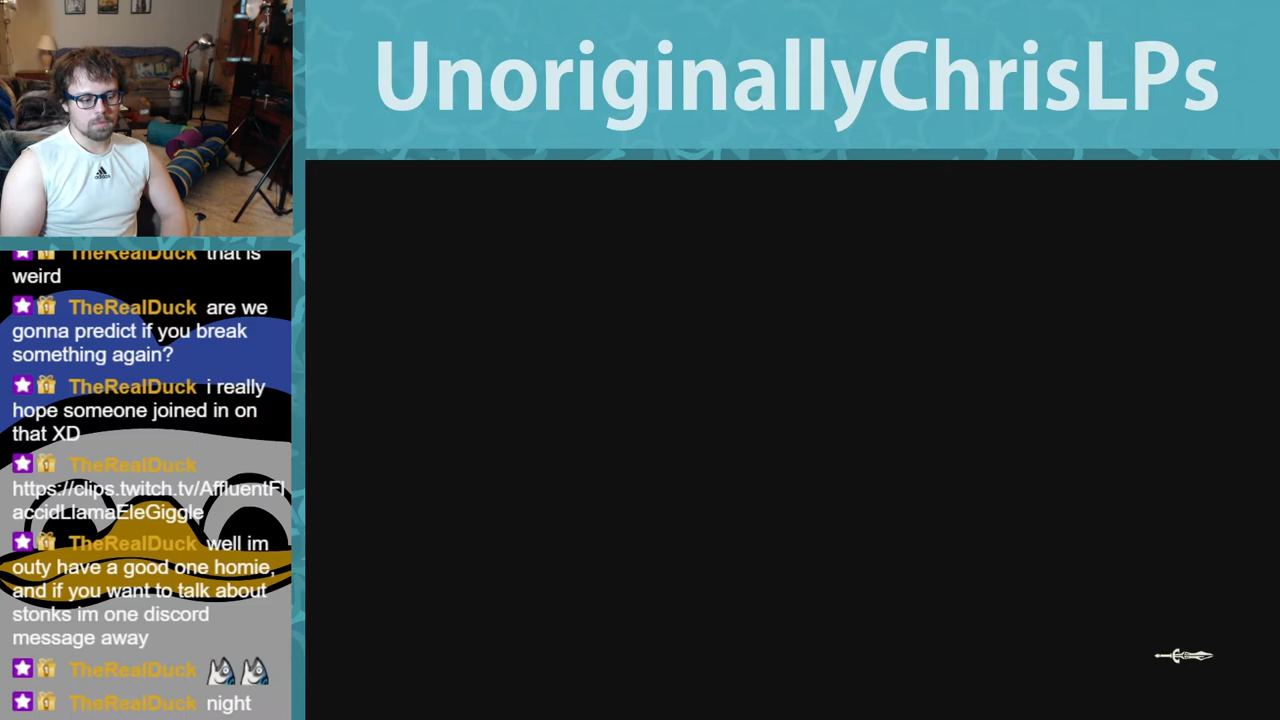 UnoriginallyChrisLPs
adidas
TheRealDuck that is
weird
TheRealDuck are we
gonna predict if you break
something again?
TheRealDuck i really
hope someone joined in on
that XD
TheRealDuck
https://clips.twitch.tv/AffluentFl
accidLlamaEleGiggle
TheRealDuck well im
outy have a good one homie,
and if you want to talk about
stonks im one discord
message away
TheRealDuck
TheRealDuck night